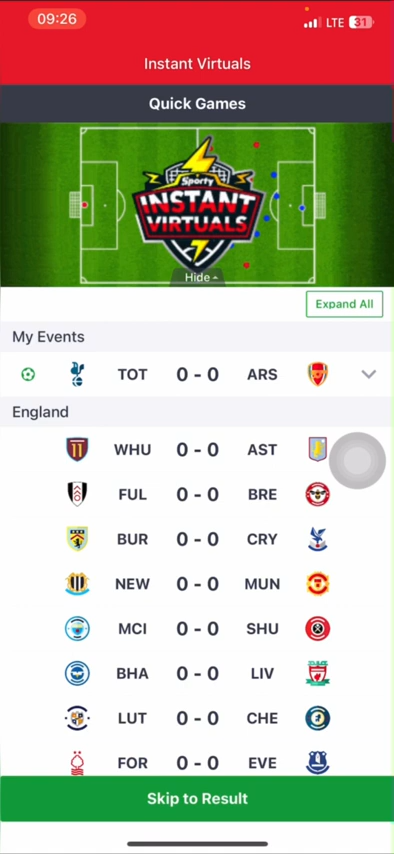 09:26 LTE 31
Instant Virtuals
Quick Games
Sporty
INSTANT
VIRTUALS
Hide
Expand All
My Events
TOT 0 - 0 ARS
England
WHU 0 - 0 AST
FUL 0 - 0 BRE
BUR 0 - 0 CRY
NEW 0 - 0 MUN
MCI 0 - 0 SHU
BHA 0 - 0 LIV
LUT 0 - 0 CHE
FOR 0 - 0 EVE
Skip to Result